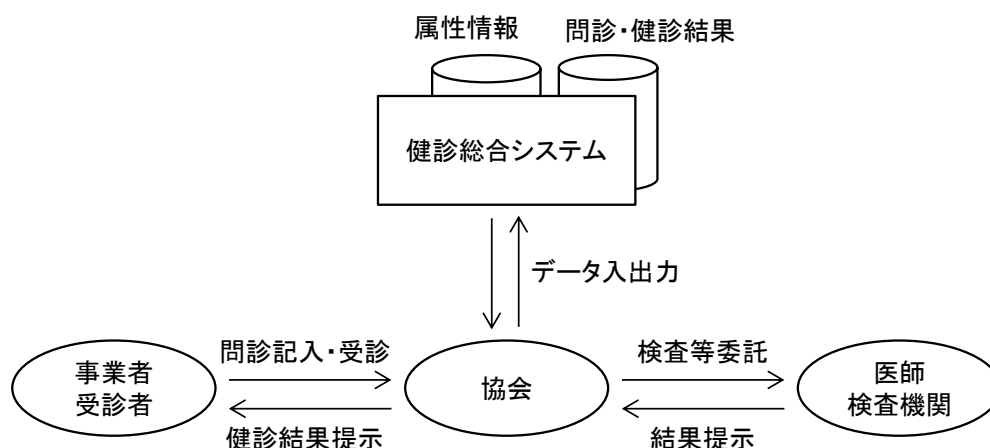 属性情報
問診・健診結果
健診総合システム
データ入出力
問診記入・受診
検査等委託
事業者
受診者
協会
医師
検査機関
健診結果提示
結果提示